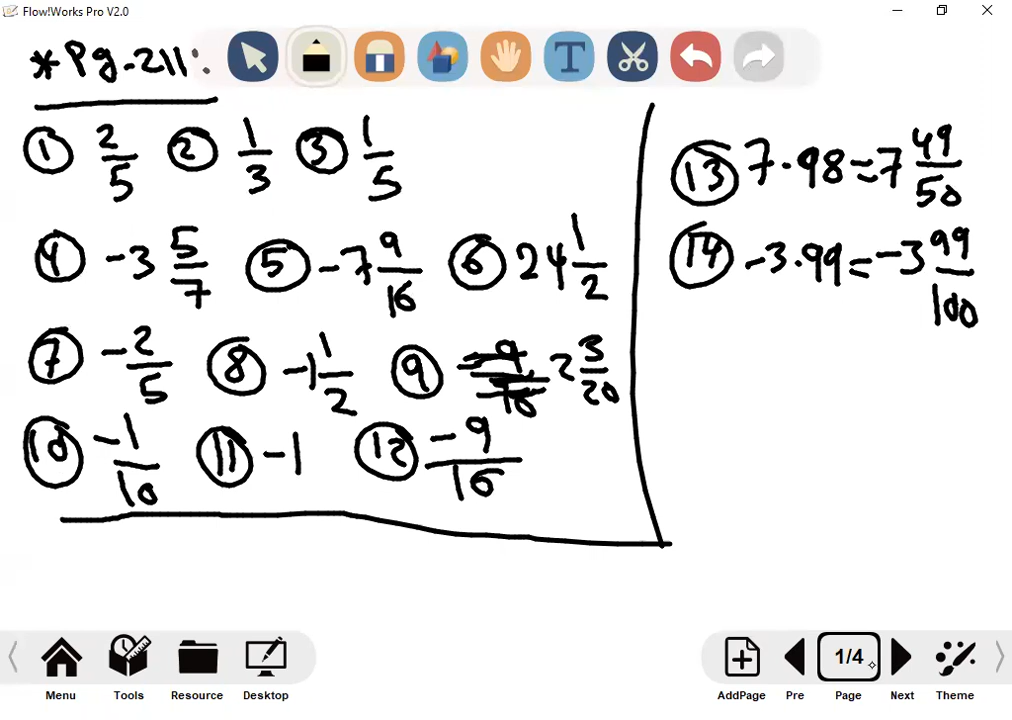 Flow!Works Pro V2.0
*Pg-211:
① 2/5 ② 1/3 ③ 1/5
④ -3 5/7 ⑤ -7 9/16 ⑥ 24 1/2
⑦ -2/5 ⑧ -1 1/2 ⑨ 2 3/20
⑩ -1/10 ⑪ -1 ⑫ -9/16
⑬ 7.98=7 49/50
⑭ -3.99=-3 99/100
Menu Tools Resource Desktop
1/4
AddPage Pre Page Next Theme